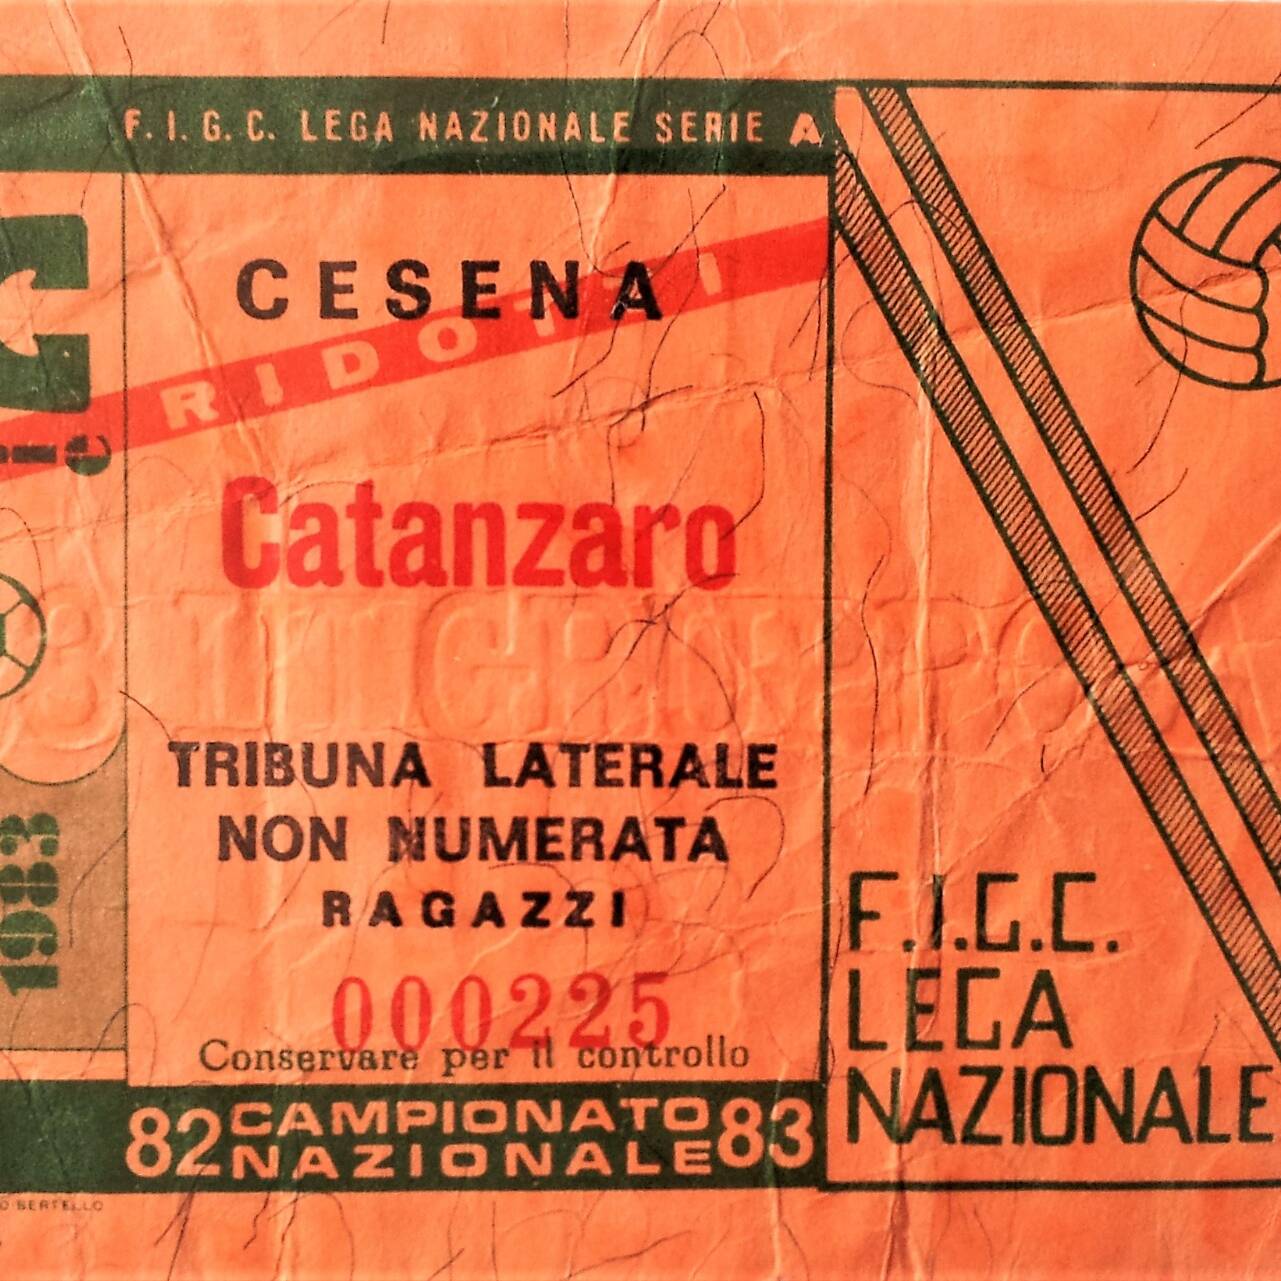 F. I. G. C. LEGA NAZIONALE SERIE A
CESENA
RIDOTTI
Catanzaro
TRIBUNA LATERALE
NON NUMERATA
RAGAZZI
000225
Conservare per il controllo
82 CAMPIONATO NAZIONALE 83
1983
BERTELLO
F.I.G.C.
LEGA
NAZIONALE